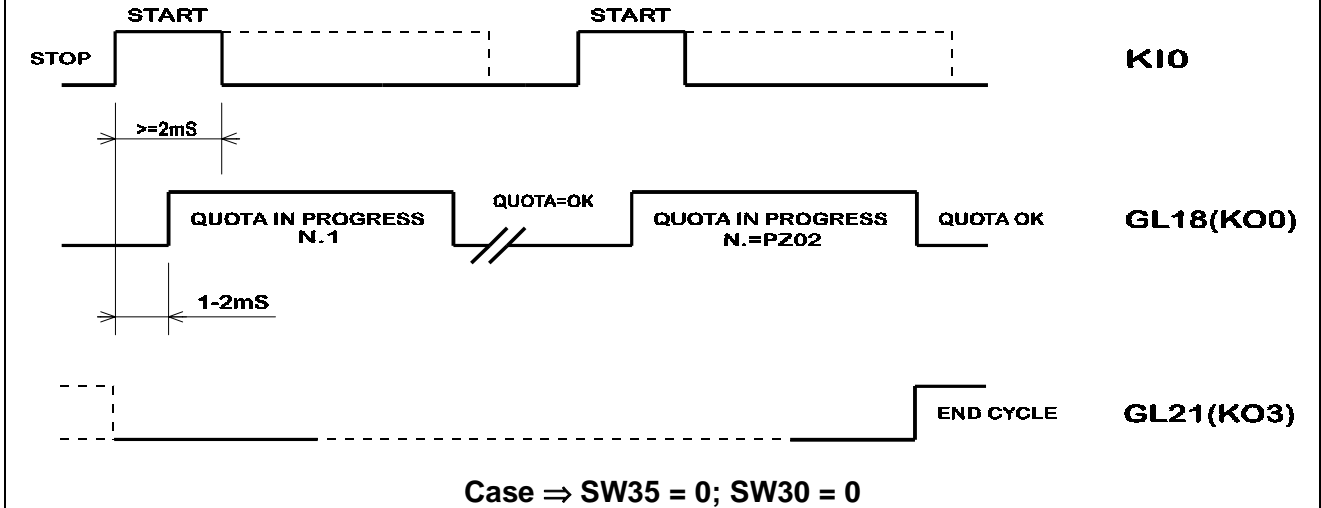 START START
STOP
KI0
>=2mS
QUOTA IN PROGRESS
N.1
QUOTA=OK
QUOTA IN PROGRESS
N.=PZ02
QUOTA OK
GL18(KO0)
1-2mS
END CYCLE
GL21(KO3)
Case ⇒ SW35 = 0; SW30 = 0